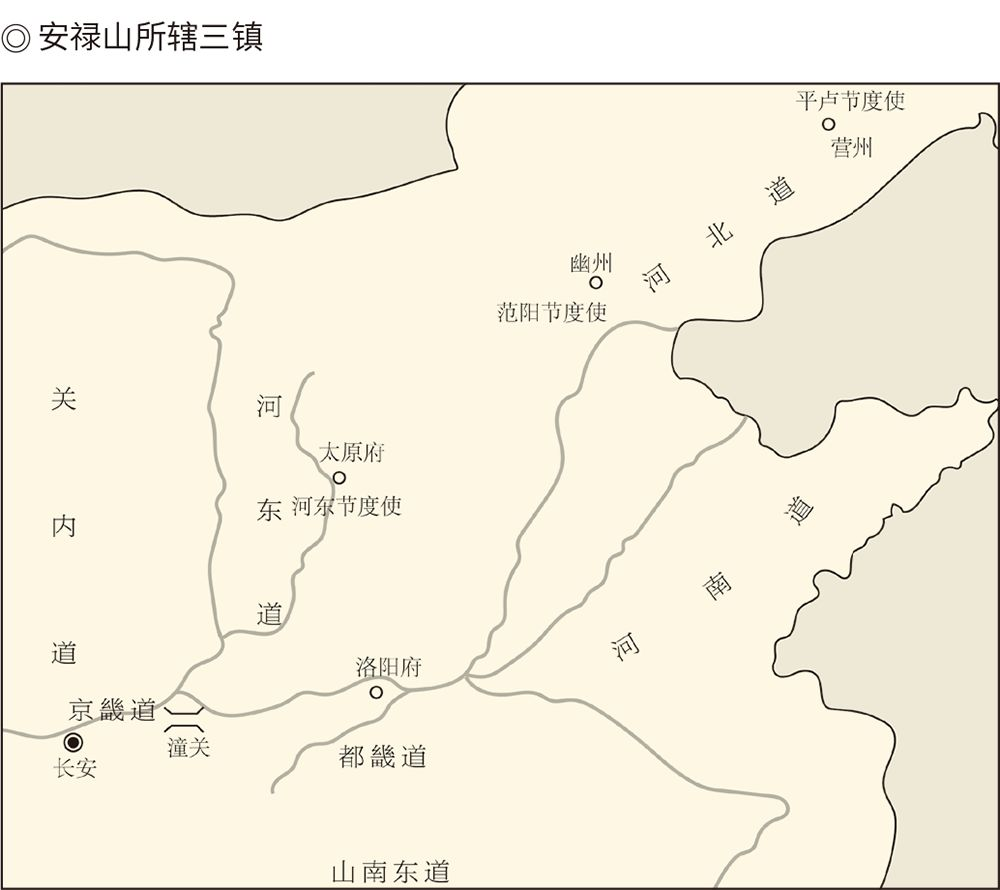 ◎ 安禄山所辖三镇
平卢节度使
营州
河北道
幽州
范阳节度使
关内道
河东道
太原府
河东节度使
河南道
洛阳府
京畿道
潼关
长安
都畿道
山南东道